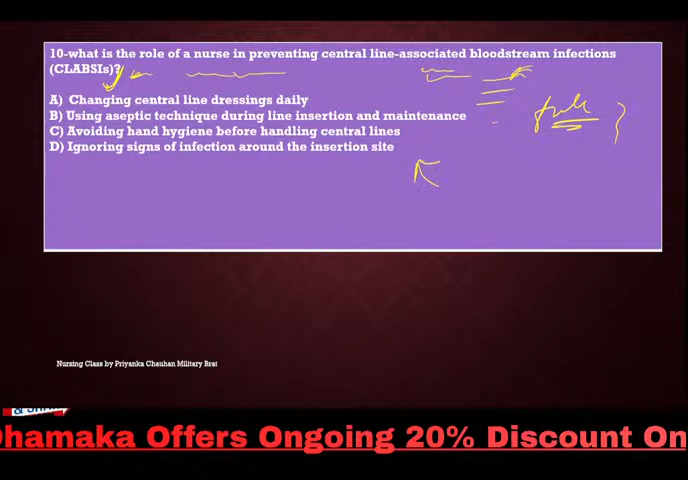 10-what is the role of a nurse in preventing central line-associated bloodstream infections
(CLABSIs)?
A) Changing central line dressings daily
B) Using aseptic technique during line insertion and maintenance
C) Avoiding hand hygiene before handling central lines
D) Ignoring signs of infection around the insertion site
Nursing Class by Priyanka Chauhan Military Brat
Dhamaka Offers Ongoing 20% Discount On